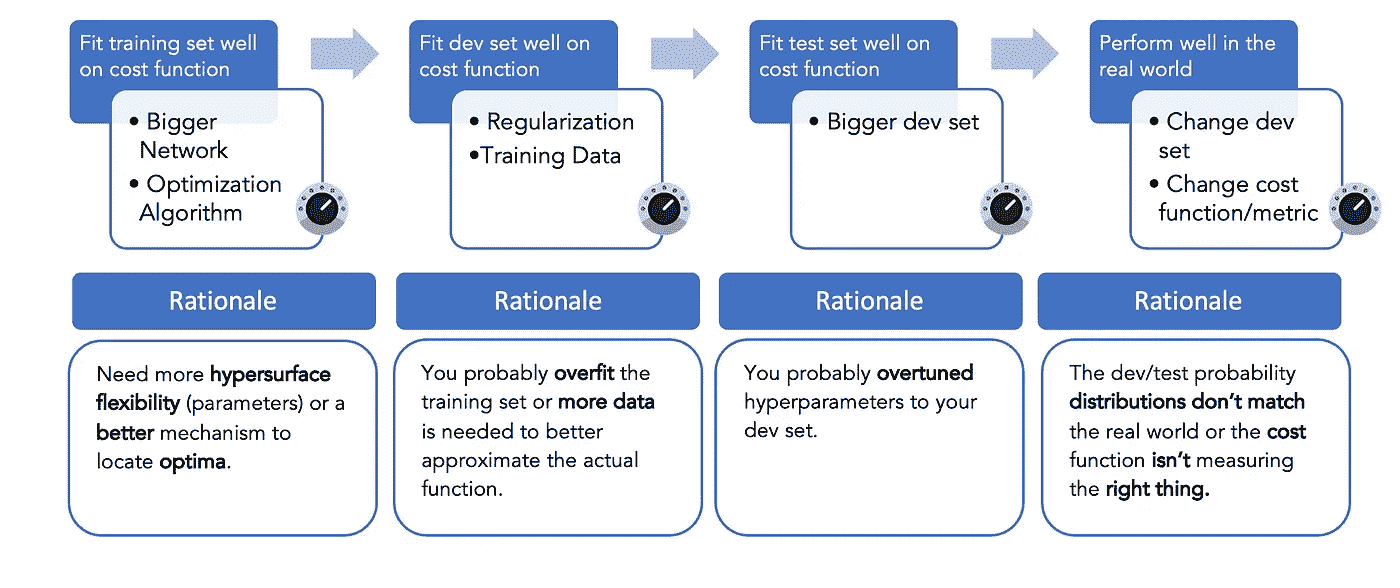 Fit training set well
on cost function
• Bigger
Network
• Optimization
Algorithm
Fit dev set well on
cost function
• Regularization
•Training Data
Fit test set well on
cost function
• Bigger dev set
Perform well in the
real world
• Change dev
set
• Change cost
function/metric
Rationale
Need more hypersurface
flexibility (parameters) or a
better mechanism to
locate optima.
Rationale
You probably overfit the
training set or more data
is needed to better
approximate the actual
function.
Rationale
You probably overtuned
hyperparameters to your
dev set.
Rationale
The dev/test probability
distributions don't match
the real world or the cost
function isn't measuring
the right thing.